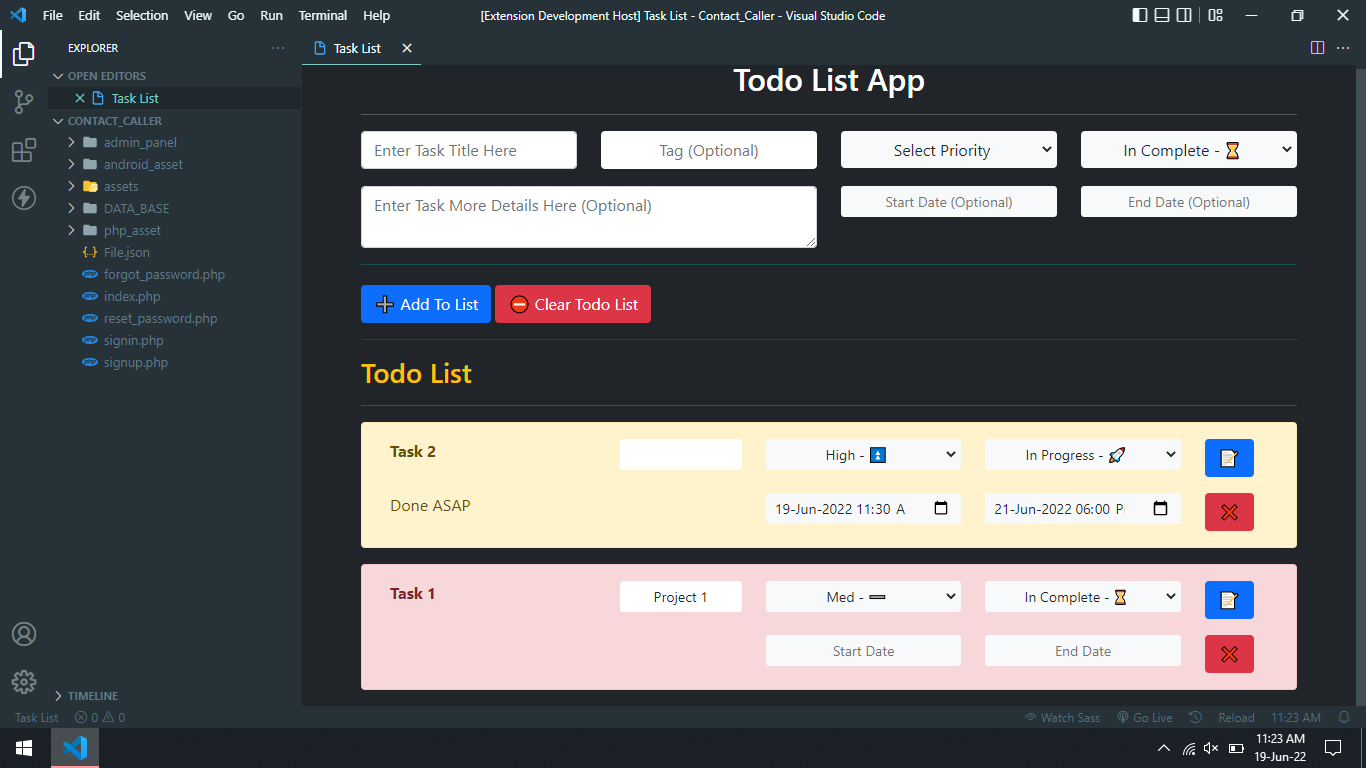 File Edit Selection View Go Run Terminal Help
[Extension Development Host] Task List - Contact_Caller - Visual Studio Code
EXPLORER
OPEN EDITORS
Task List
CONTACT_CALLER
admin_panel
android_asset
assets
DATA_BASE
php_asset
File.json
forgot_password.php
index.php
reset_password.php
signin.php
signup.php
TIMELINE
Task List
Todo List App
Enter Task Title Here
Tag (Optional)
Select Priority
In Complete - ⏳
Enter Task More Details Here (Optional)
Start Date (Optional)
End Date (Optional)
➕ Add To List
⛔ Clear Todo List
Todo List
Task 2
High - ⏫
In Progress - 🚀
Done ASAP
19-Jun-2022 11:30 A
21-Jun-2022 06:00 P
Task 1
Project 1
Med - ➖
In Complete - ⏳
Start Date
End Date
Task List
0 0
Watch Sass
Go Live
Reload
11:23 AM
11:23 AM
19-Jun-22